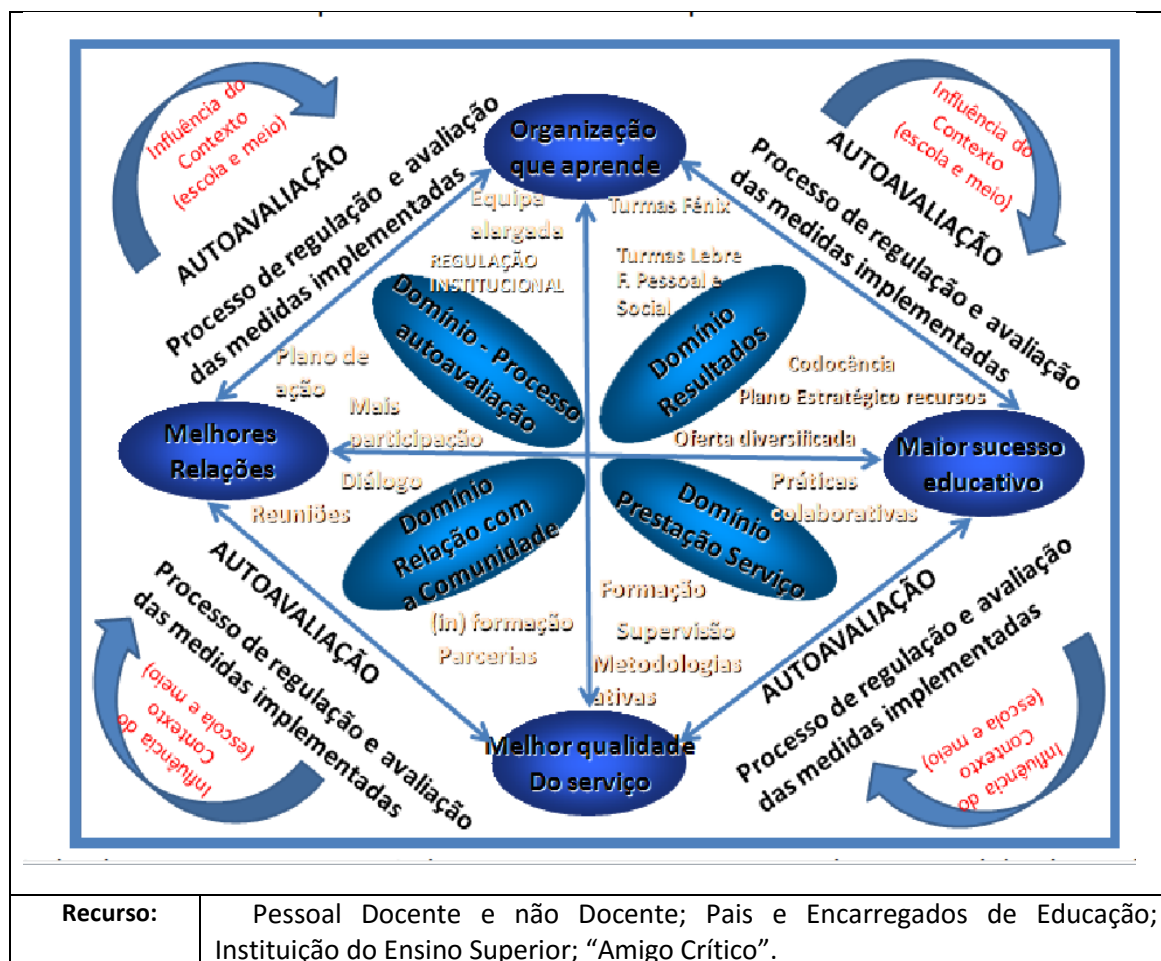 Influência do
Contexto
(escola e meio)
AUTOAVALIAÇÃO
Processo de regulação e avaliação
das medidas implementadas
Organização
que aprende
Influência do
Contexto
(escola e meio)
AUTOAVALIAÇÃO
Processo de regulação e avaliação
das medidas implementadas
Equipa
alargada
REGULAÇÃO
INSTITUCIONAL
Turmas Fénix
Turmas Lebre
F. Pessoal e
Social
Domínio - Processo
autoavaliação
Domínio
Resultados
Plano de
ação
Mais
participação
Codocência
Plano Estratégico recursos
Oferta diversificada
Melhores
Relações
Maior sucesso
educativo
Diálogo
Reuniões
Domínio
Relação com
a Comunidade
Domínio
Prestação Serviço
Práticas
colaborativas
(in) formação
Parcerias
Formação
Supervisão
Metodologias
ativas
AUTOAVALIAÇÃO
Processo de regulação e avaliação
das medidas implementadas
Influência do
Contexto
(escola e meio)
Melhor qualidade
Do serviço
AUTOAVALIAÇÃO
Processo de regulação e avaliação
das medidas implementadas
Influência do
Contexto
(escola e meio)
Recurso:
Pessoal Docente e não Docente; Pais e Encarregados de Educação;
Instituição do Ensino Superior; “Amigo Crítico”.